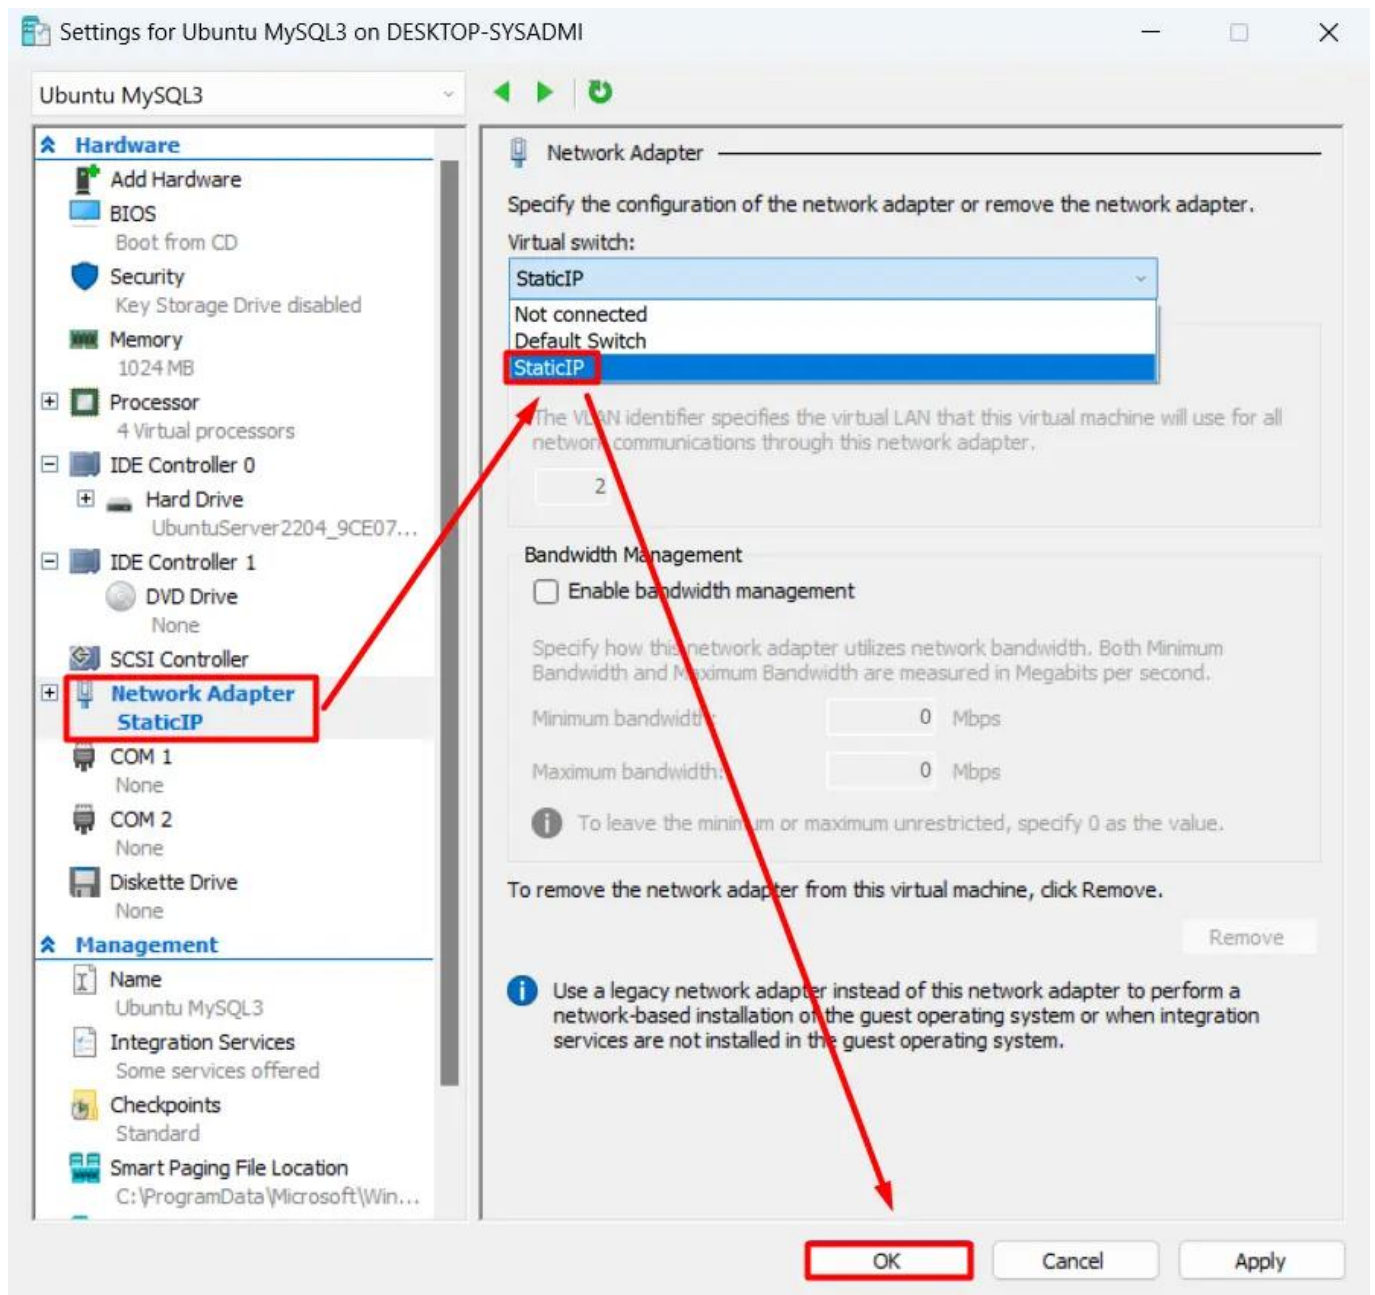 Settings for Ubuntu MySQL3 on DESKTOP-SYSADMI
Ubuntu MySQL3
Hardware
Add Hardware
BIOS
Boot from CD
Security
Key Storage Drive disabled
Memory
1024 MB
Processor
4 Virtual processors
IDE Controller 0
Hard Drive
UbuntuServer2204_9CE07...
IDE Controller 1
DVD Drive
None
SCSI Controller
Network Adapter
StaticIP
COM 1
None
COM 2
None
Diskette Drive
None
Management
Name
Ubuntu MySQL3
Integration Services
Some services offered
Checkpoints
Standard
Smart Paging File Location
C:\ProgramData\Microsoft\Win...
Network Adapter
Specify the configuration of the network adapter or remove the network adapter.
Virtual switch:
StaticIP
Not connected
Default Switch
StaticIP
The VLAN identifier specifies the virtual LAN that this virtual machine will use for all
network communications through this network adapter.
2
Bandwidth Management
Enable bandwidth management
Specify how this network adapter utilizes network bandwidth. Both Minimum
Bandwidth and Maximum Bandwidth are measured in Megabits per second.
Minimum bandwidth: 0 Mbps
Maximum bandwidth: 0 Mbps
To leave the minimum or maximum unrestricted, specify 0 as the value.
To remove the network adapter from this virtual machine, click Remove.
Remove
Use a legacy network adapter instead of this network adapter to perform a
network-based installation of the guest operating system or when integration
services are not installed in the guest operating system.
OK Cancel Apply